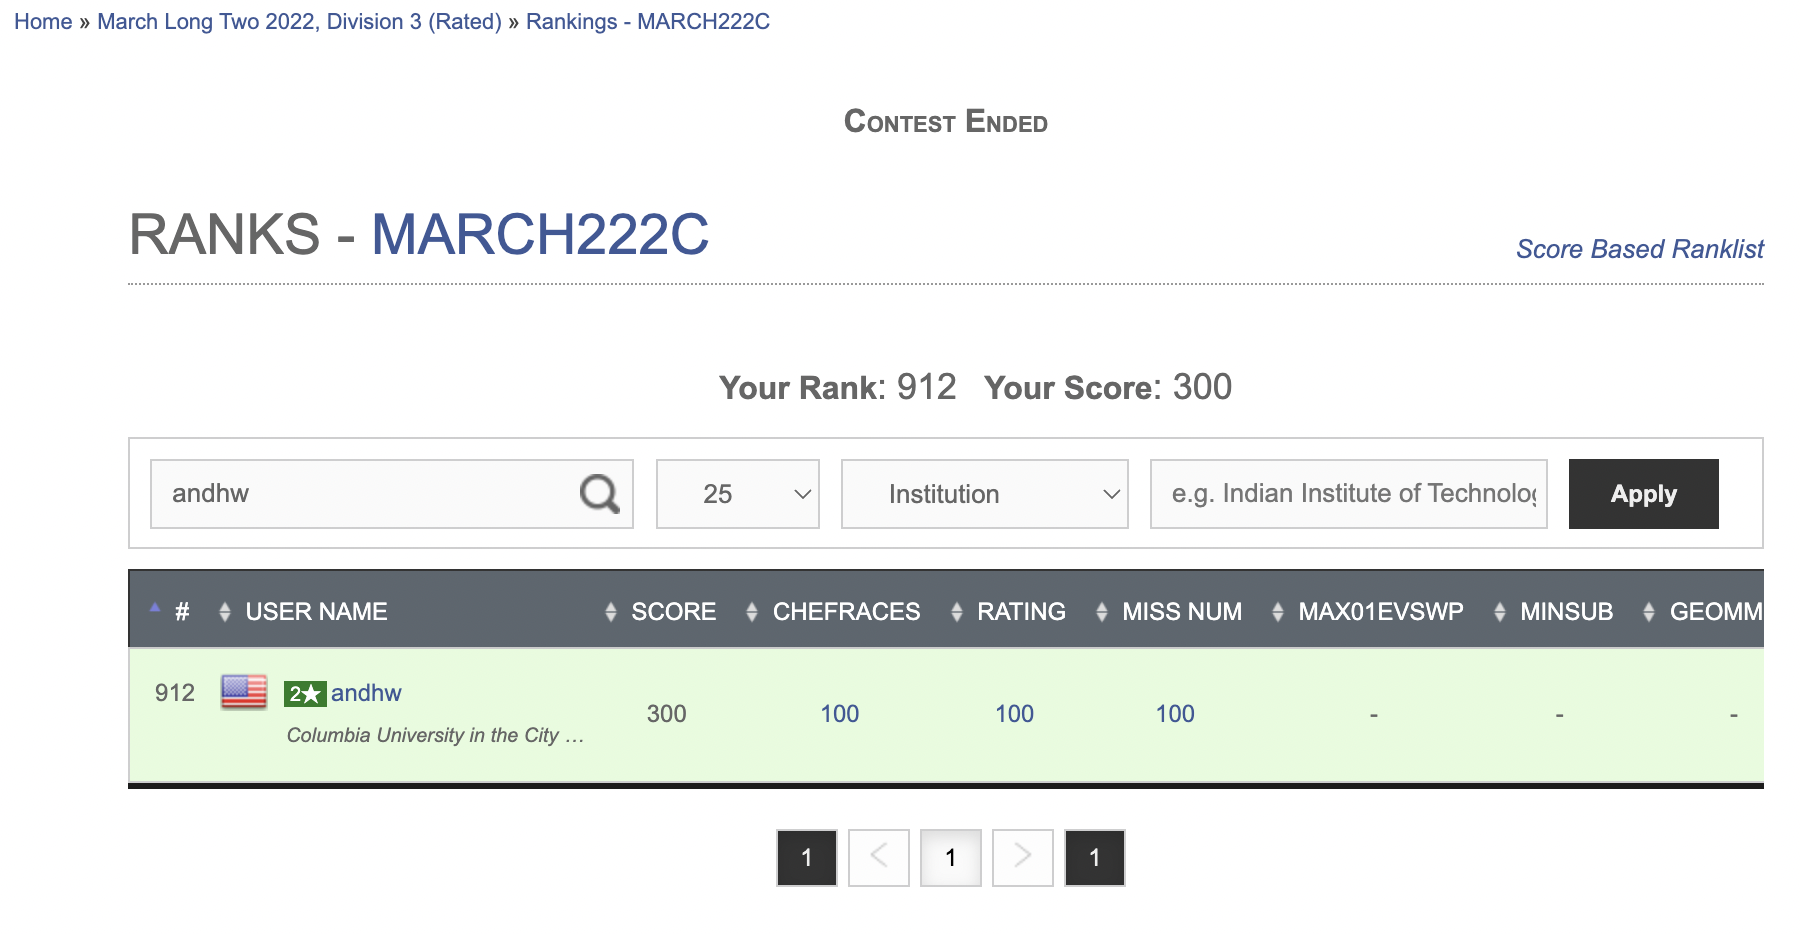 Home » March Long Two 2022, Division 3 (Rated) » Rankings - MARCH222C
Contest Ended
RANKS - MARCH222C
Score Based Ranklist
Your Rank: 912 Your Score: 300
andhw 25 Institution e.g. Indian Institute of Technolo Apply
# USER NAME SCORE CHEFRACES RATING MISS NUM MAX01EVSWP MINSUB GEOMM
912 2★ andhw
300 100 100 100 - - -
Columbia University in the City ...
1 < 1 > 1